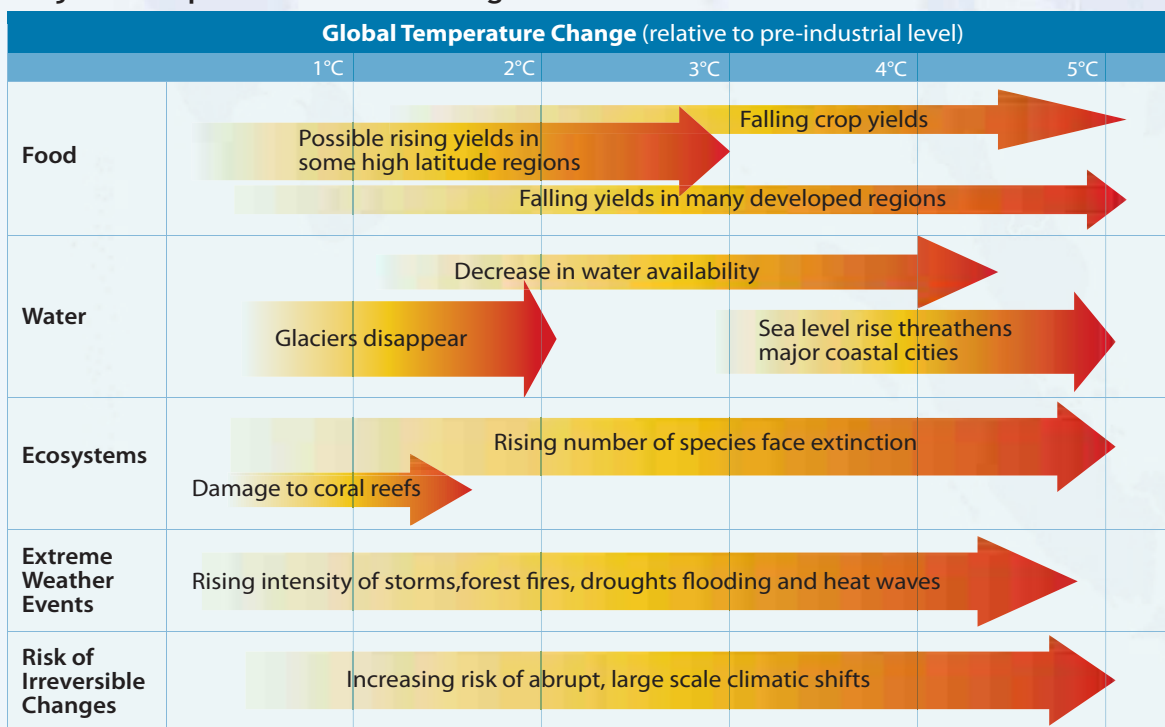 Global Temperature Change (relative to pre-industrial level)
1°C 2°C 3°C 4°C 5°C
Food
Possible rising yields in
some high latitude regions
Falling crop yields
Falling yields in many developed regions
Water
Decrease in water availability
Glaciers disappear
Sea level rise threathens
major coastal cities
Ecosystems
Rising number of species face extinction
Damage to coral reefs
Extreme
Weather
Events
Rising intensity of storms,forest fires, droughts flooding and heat waves
Risk of
Irreversible
Changes
Increasing risk of abrupt, large scale climatic shifts